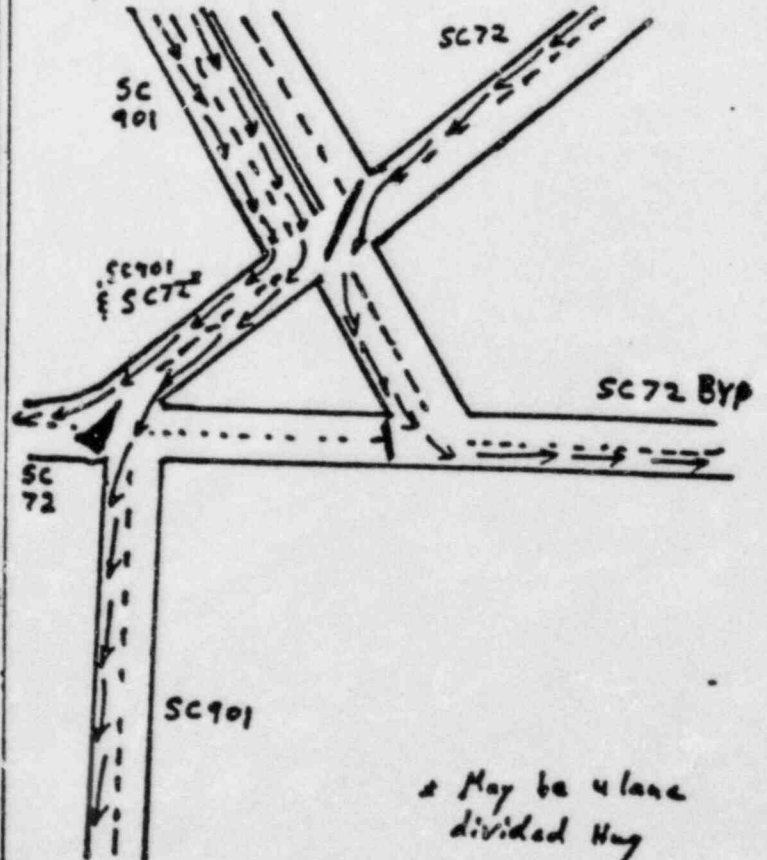 SC72
SC
901
SC901
& SC72*
SC72 BYP
SC
72
SC901
* May be 4 lane
divided Hwy